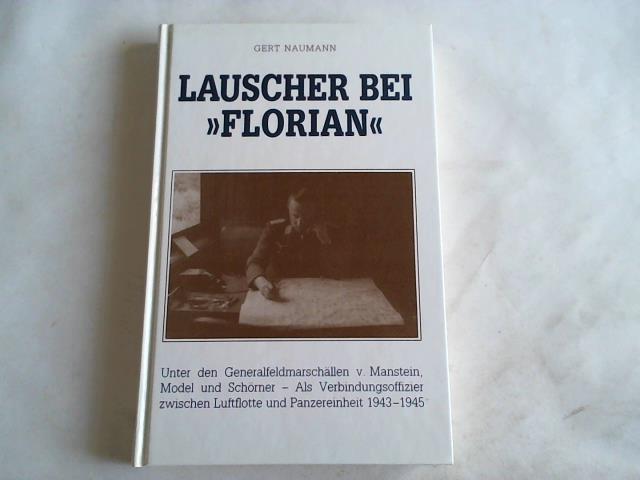 GERT NAUMANN
LAUSCHER BEI
»FLORIAN«
Unter den Generalfeldmarschällen v. Manstein,
Model und Schörner – Als Verbindungsoffizier
zwischen Luftflotte und Panzereinheit 1943–1945